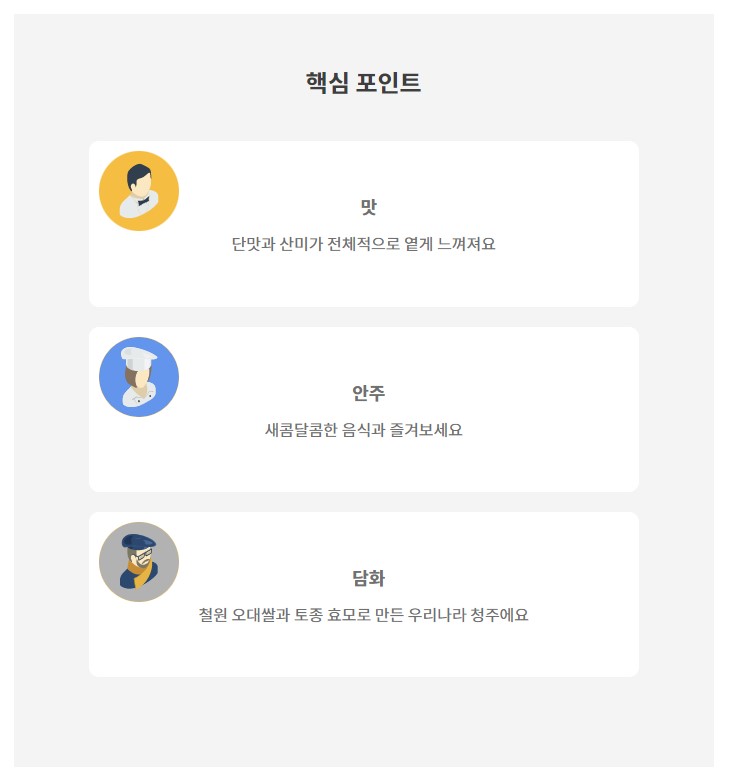 핵심 포인트
맛
단맛과 산미가 전체적으로 옅게 느껴져요
안주
새콤달콤한 음식과 즐겨보세요
담화
철원 오대쌀과 토종 효모로 만든 우리나라 청주에요